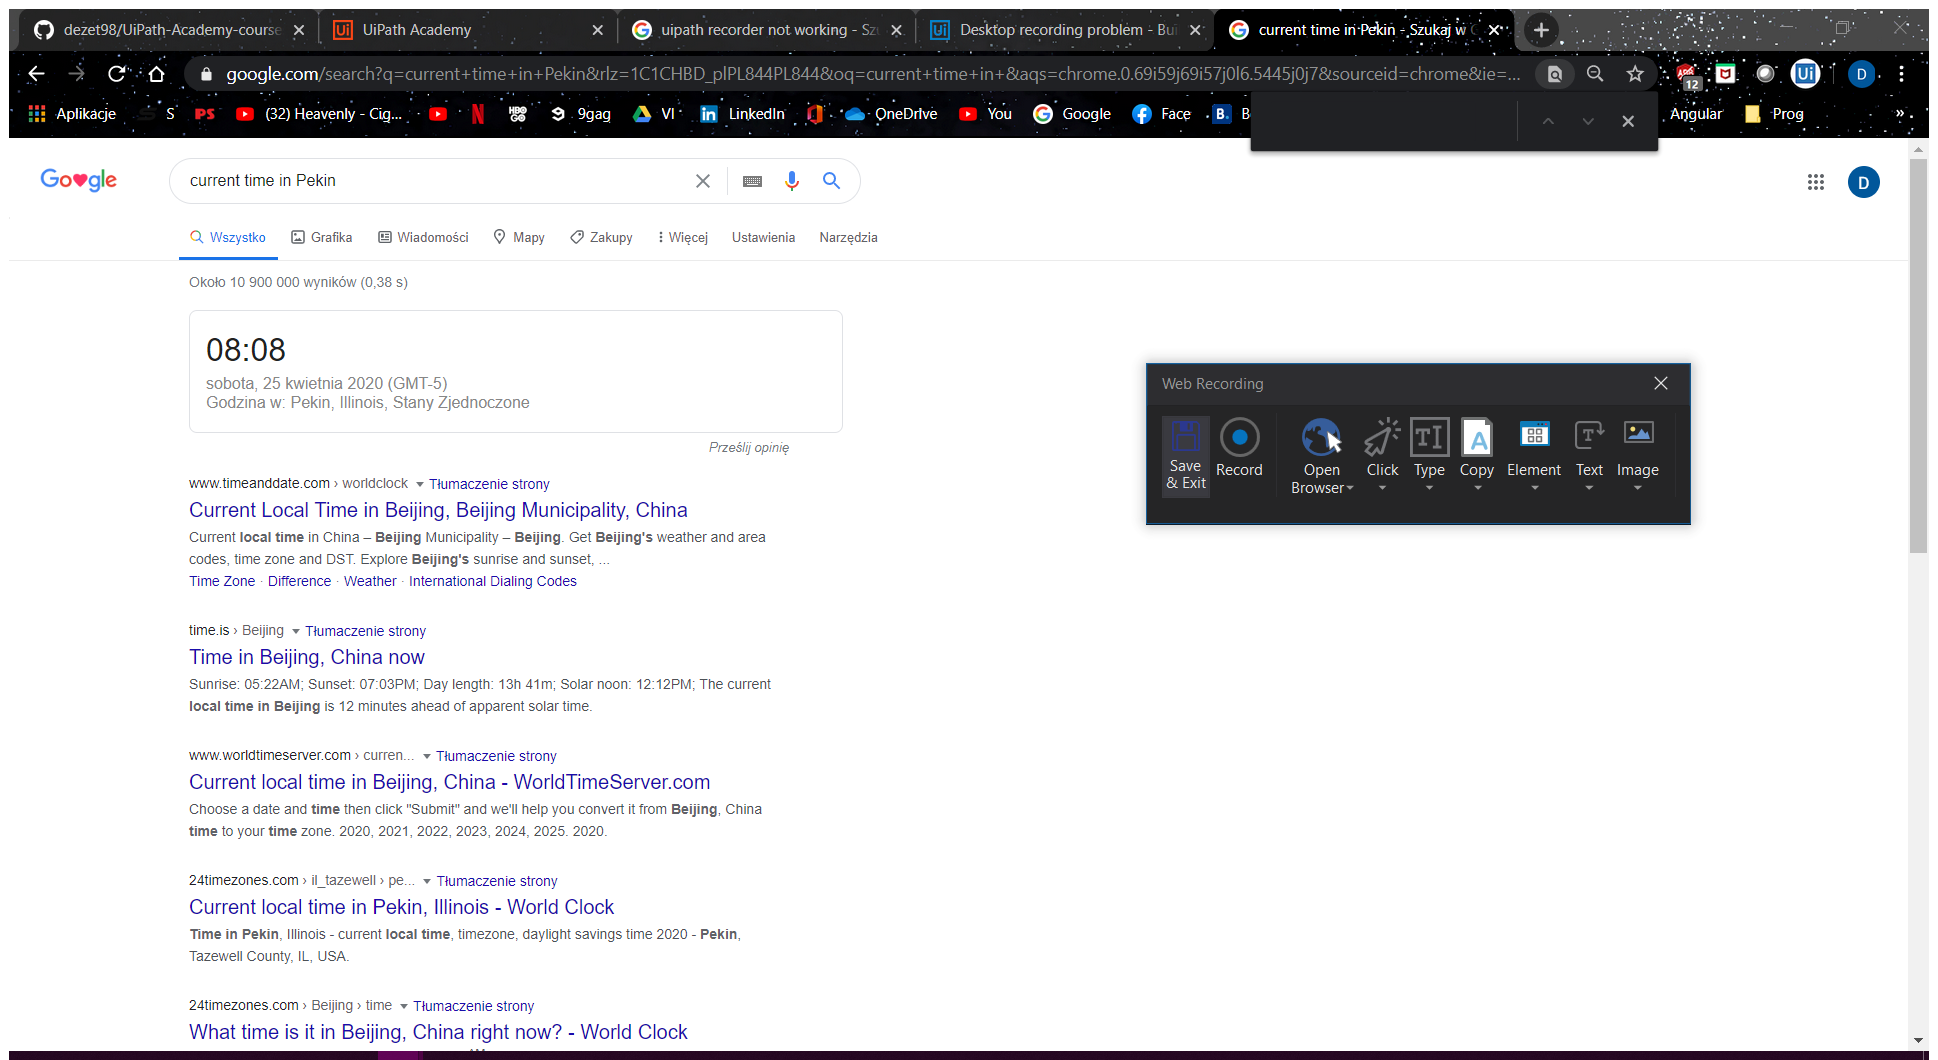 dezet98/UiPath-Academy-course
UiPath Academy
uipath recorder not working - Szu
Desktop recording problem - Bui
current time in Pekin - Szukaj w G
google.com/search?q=current+time+in+Pekin&rlz=1C1CHBD_plPL844PL844&oq=current+time+in+&aqs=chrome.0.69i59j69i57j0l6.5445j0j7&sourceid=chrome&ie=...
12
Ui
D
Aplikacje
S
PS
(32) Heavenly - Cig...
N
HBO GO
9gag
VI
LinkedIn
OneDrive
You
Google
Face
B.
Angular
Prog
»
Google
current time in Pekin
D
Wszystko
Grafika
Wiadomości
Mapy
Zakupy
Więcej
Ustawienia
Narzędzia
Około 10 900 000 wyników (0,38 s)
08:08
sobota, 25 kwietnia 2020 (GMT-5)
Godzina w: Pekin, Illinois, Stany Zjednoczone
Prześlij opinię
www.timeanddate.com › worldclock ▾ Tłumaczenie strony
Current Local Time in Beijing, Beijing Municipality, China
Current local time in China – Beijing Municipality – Beijing. Get Beijing's weather and area
codes, time zone and DST. Explore Beijing's sunrise and sunset, ...
Time Zone · Difference · Weather · International Dialing Codes
time.is › Beijing ▾ Tłumaczenie strony
Time in Beijing, China now
Sunrise: 05:22AM; Sunset: 07:03PM; Day length: 13h 41m; Solar noon: 12:12PM; The current
local time in Beijing is 12 minutes ahead of apparent solar time.
www.worldtimeserver.com › curren... ▾ Tłumaczenie strony
Current local time in Beijing, China - WorldTimeServer.com
Choose a date and time then click "Submit" and we'll help you convert it from Beijing, China
time to your time zone. 2020, 2021, 2022, 2023, 2024, 2025. 2020.
24timezones.com › il_tazewell › pe... ▾ Tłumaczenie strony
Current local time in Pekin, Illinois - World Clock
Time in Pekin, Illinois - current local time, timezone, daylight savings time 2020 - Pekin,
Tazewell County, IL, USA.
24timezones.com › Beijing › time ▾ Tłumaczenie strony
What time is it in Beijing, China right now? - World Clock
Web Recording
Save
& Exit
Record
Open
Browser
Click
Type
Copy
Element
Text
Image